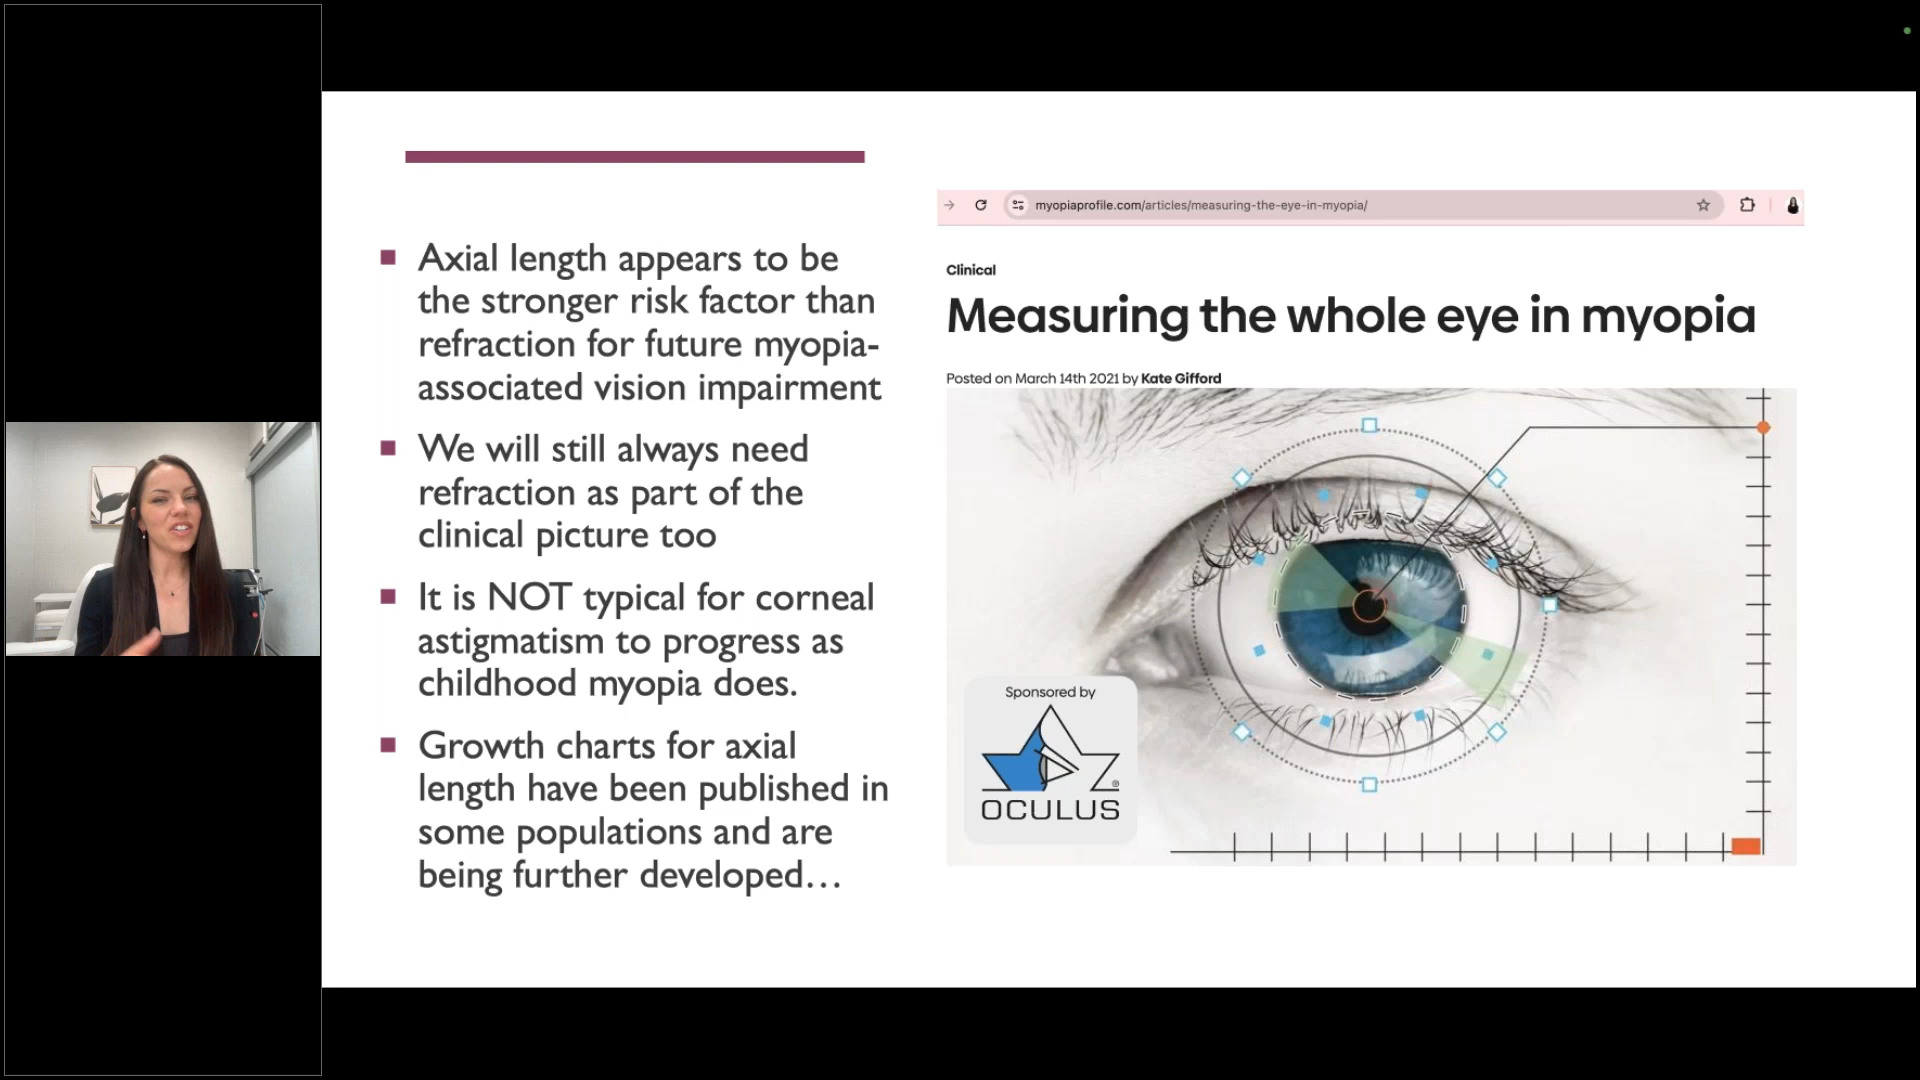 Axial length appears to be
the stronger risk factor than
refraction for future myopia-
associated vision impairment
We will still always need
refraction as part of the
clinical picture too
It is NOT typical for corneal
astigmatism to progress as
childhood myopia does.
Growth charts for axial
length have been published in
some populations and are
being further developed…
myopiaprofile.com/articles/measuring-the-eye-in-myopia/
Clinical
Measuring the whole eye in myopia
Posted on March 14th 2021 by Kate Gifford
Sponsored by
®
OCULUS